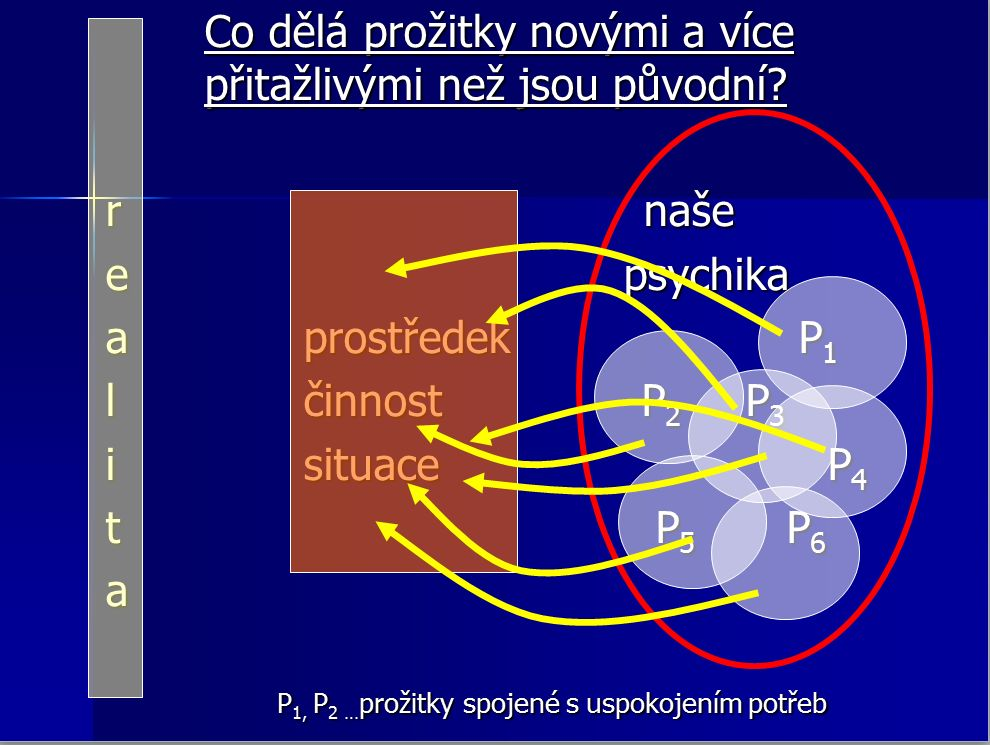 Co dělá prožitky novými a více
přitažlivými než jsou původní?
r
e
a
l
i
t
a
prostředek
činnost
situace
naše
psychika
P1
P2
P3
P4
P5
P6
P1, P2 ...prožitky spojené s uspokojením potřeb